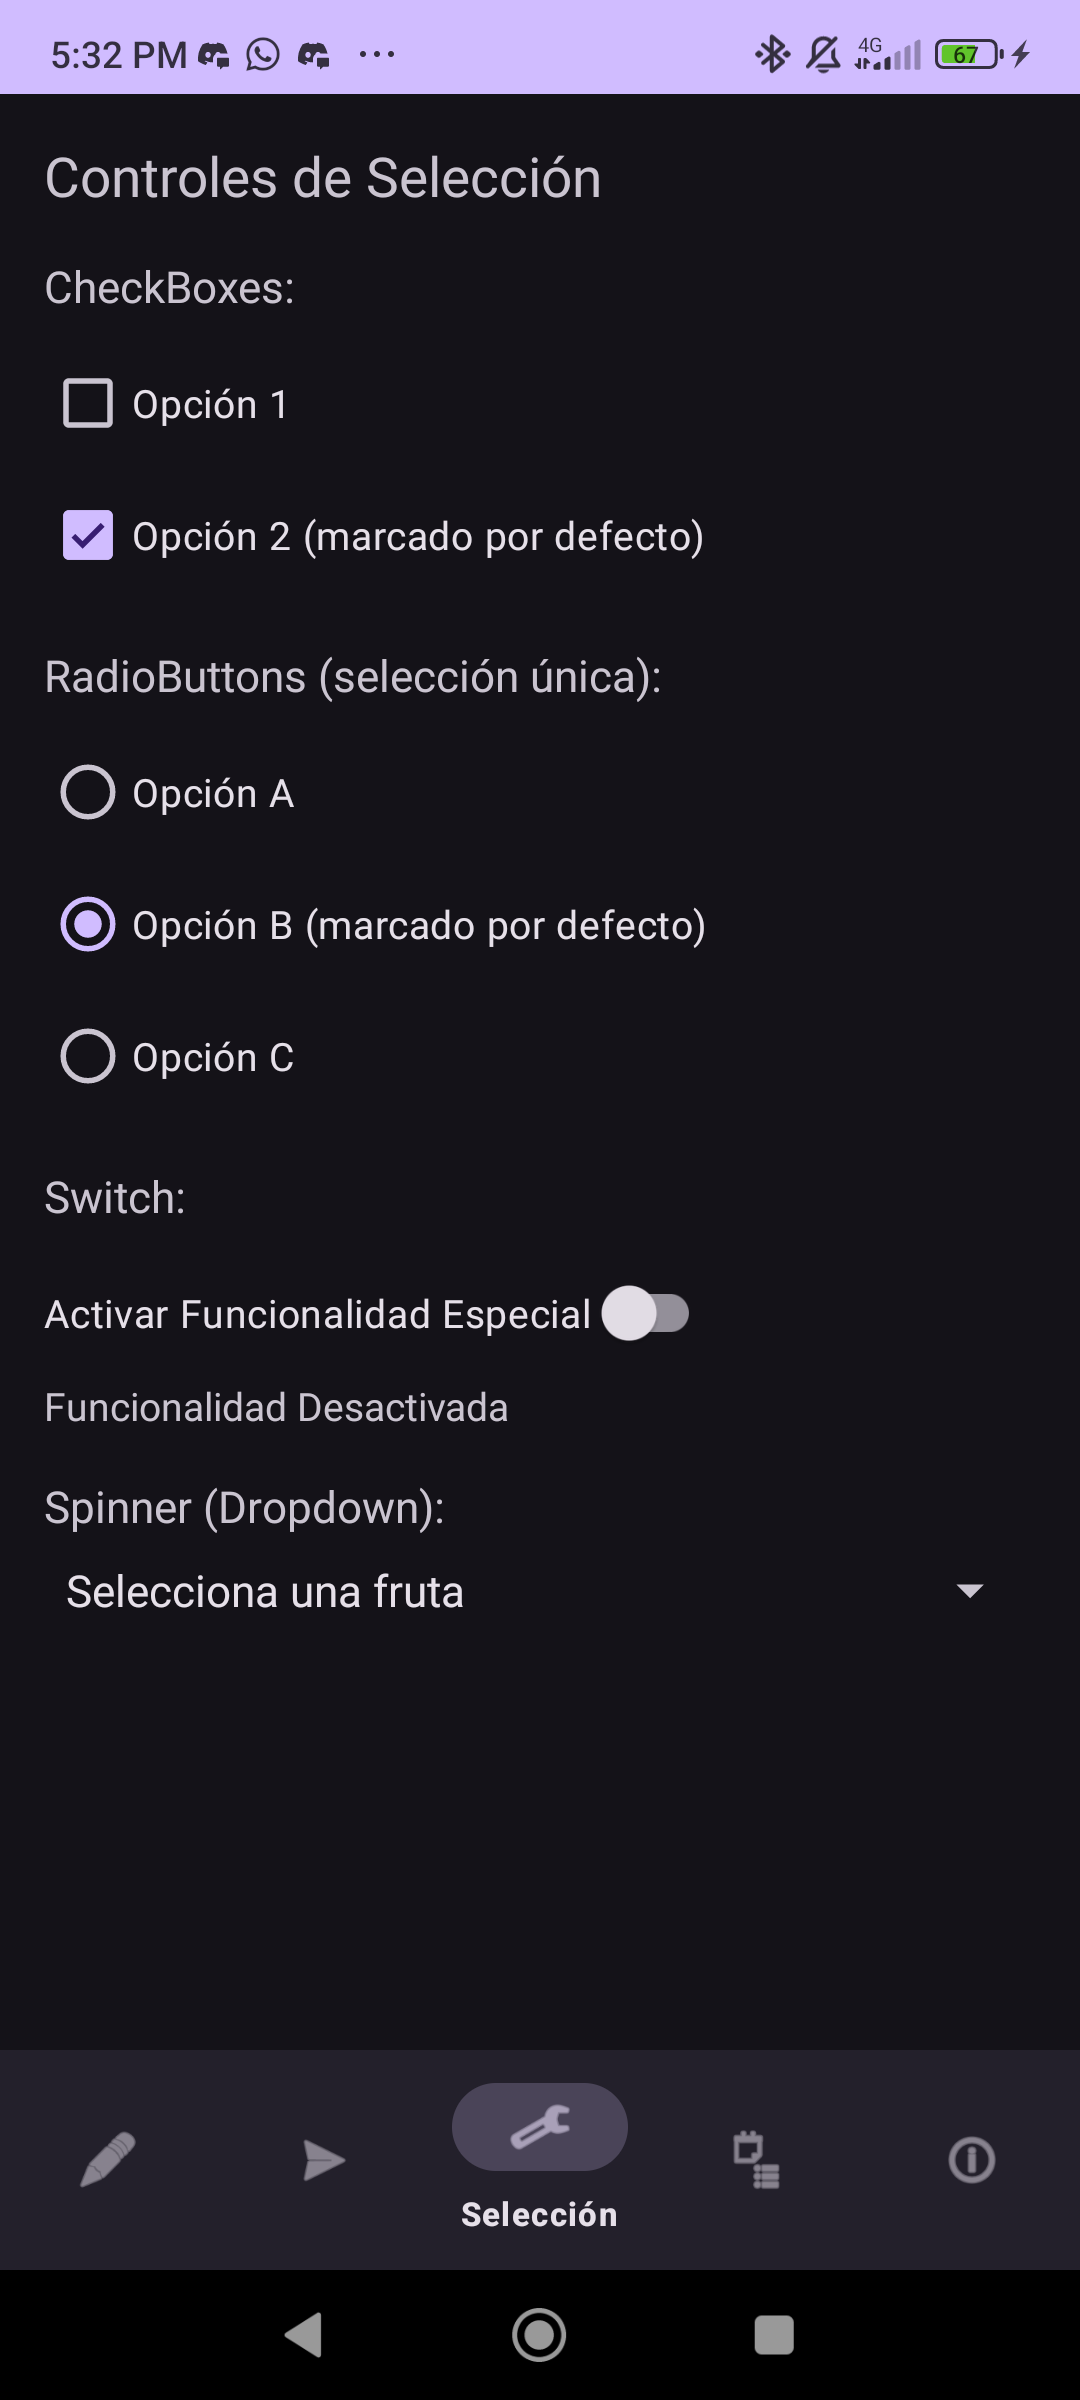 5:32 PM
4G
67
Controles de Selección
CheckBoxes:
Opción 1
Opción 2 (marcado por defecto)
RadioButtons (selección única):
Opción A
Opción B (marcado por defecto)
Opción C
Switch:
Activar Funcionalidad Especial
Funcionalidad Desactivada
Spinner (Dropdown):
Selecciona una fruta
Selección